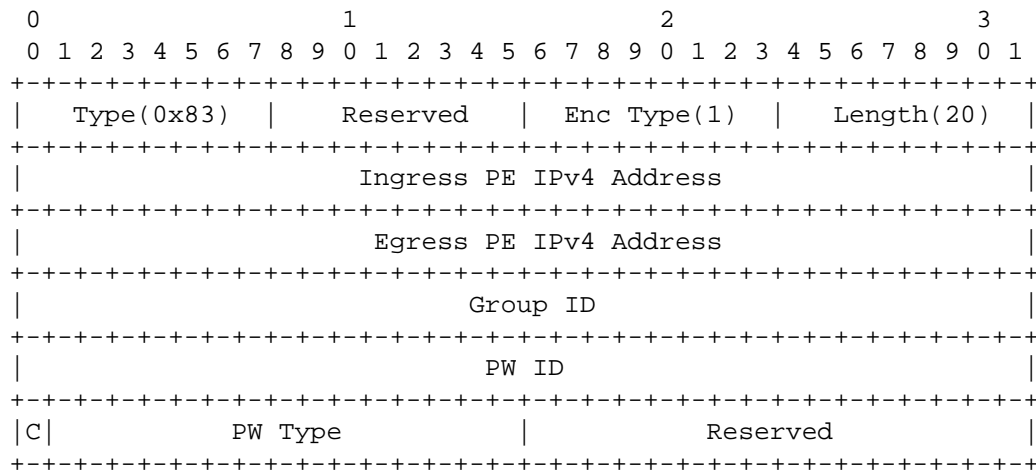 0                   1                   2                   3
 0 1 2 3 4 5 6 7 8 9 0 1 2 3 4 5 6 7 8 9 0 1 2 3 4 5 6 7 8 9 0 1
+-+-+-+-+-+-+-+-+-+-+-+-+-+-+-+-+-+-+-+-+-+-+-+-+-+-+-+-+-+-+-+-+
|   Type(0x83)  |   Reserved    |  Enc Type(1)  |   Length(20)  |
+-+-+-+-+-+-+-+-+-+-+-+-+-+-+-+-+-+-+-+-+-+-+-+-+-+-+-+-+-+-+-+-+
|                     Ingress PE IPv4 Address                   |
+-+-+-+-+-+-+-+-+-+-+-+-+-+-+-+-+-+-+-+-+-+-+-+-+-+-+-+-+-+-+-+-+
|                      Egress PE IPv4 Address                   |
+-+-+-+-+-+-+-+-+-+-+-+-+-+-+-+-+-+-+-+-+-+-+-+-+-+-+-+-+-+-+-+-+
|                            Group ID                           |
+-+-+-+-+-+-+-+-+-+-+-+-+-+-+-+-+-+-+-+-+-+-+-+-+-+-+-+-+-+-+-+-+
|                             PW ID                             |
+-+-+-+-+-+-+-+-+-+-+-+-+-+-+-+-+-+-+-+-+-+-+-+-+-+-+-+-+-+-+-+-+
|C|           PW Type           |           Reserved            |
+-+-+-+-+-+-+-+-+-+-+-+-+-+-+-+-+-+-+-+-+-+-+-+-+-+-+-+-+-+-+-+-+